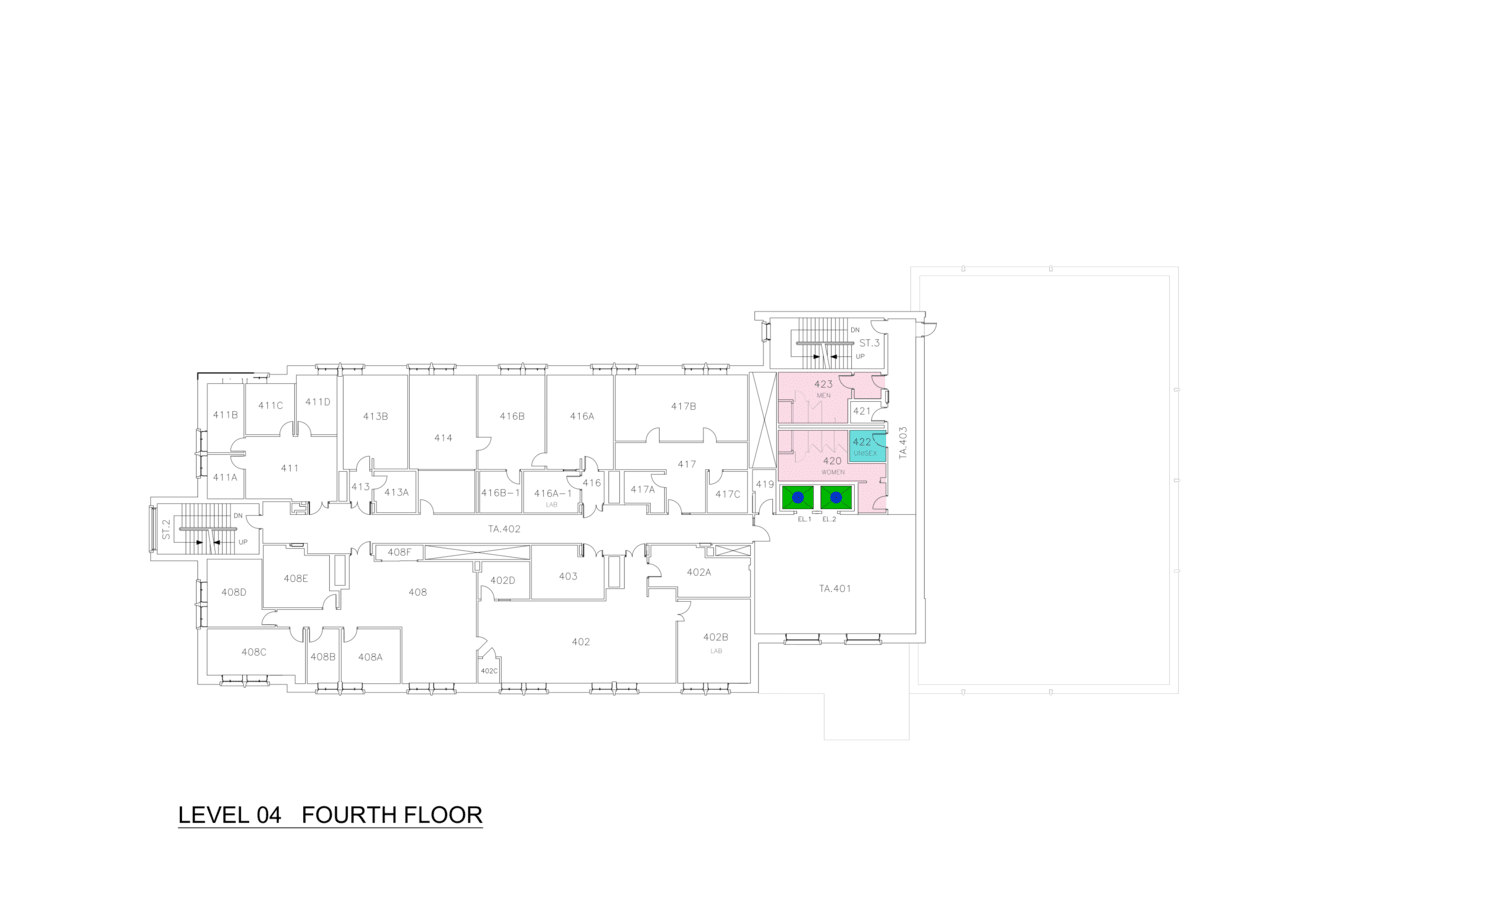 DN
ST.3
UP
423
MEN
421
422
UNISEX
420
WOMEN
TA.403
EL.1
EL.2
419
411B
411C
411D
413B
414
416B
416A
417B
411
411A
413
413A
416B-1
416A-1
LAB
416
417
417A
417C
ST.2
DN
UP
TA.402
408F
408E
408D
408
402D
403
402A
TA.401
408C
408B
408A
402
402C
402B
LAB
LEVEL 04 FOURTH FLOOR